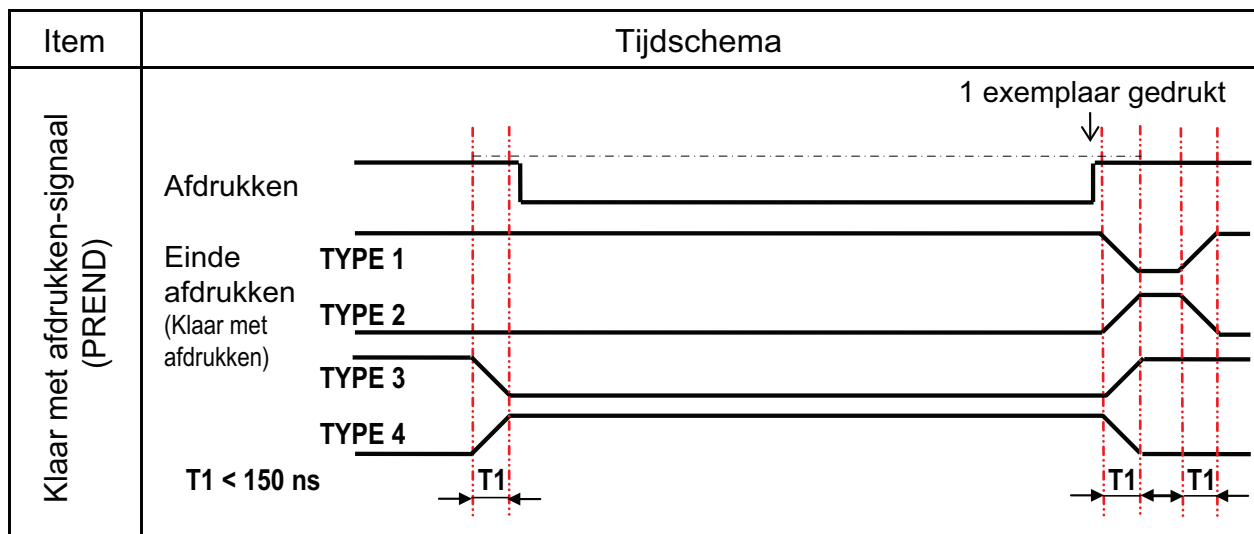 Item
Tijdschema
Klaar met afdrukken-signaal
(PREND)
1 exemplaar gedrukt
Afdrukken
Einde
afdrukken
(Klaar met
afdrukken)
TYPE 1
TYPE 2
TYPE 3
TYPE 4
T1 < 150 ns
T1
T1
T1